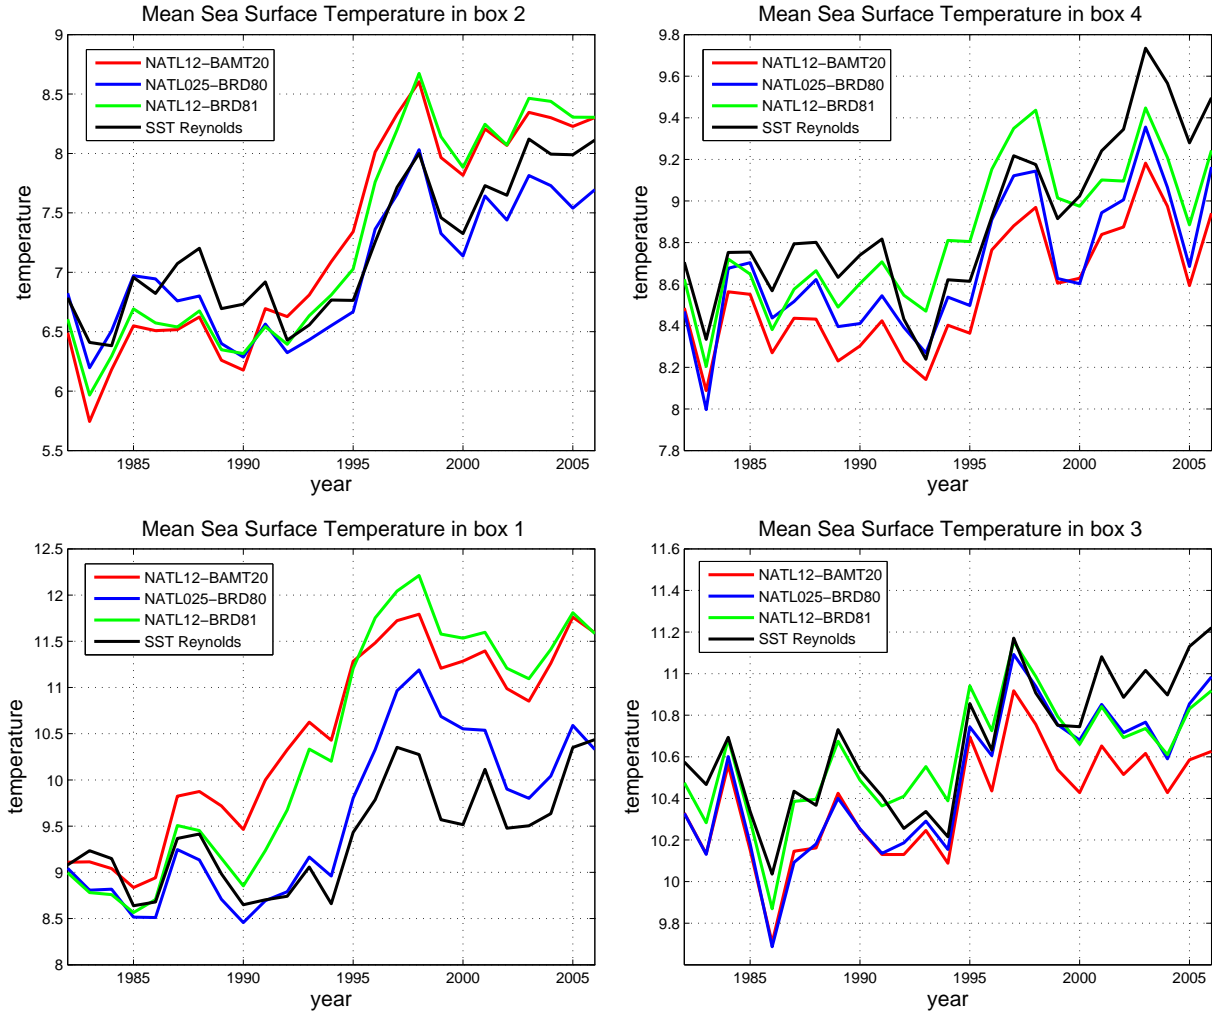 Mean Sea Surface Temperature in box 2
9
8.5
8
7.5
7
6.5
6
5.5
temperature
NATL12−BAMT20
NATL025−BRD80
NATL12−BRD81
SST Reynolds
1985
1990
1995
2000
2005
year
Mean Sea Surface Temperature in box 4
9.8
9.6
9.4
9.2
9
8.8
8.6
8.4
8.2
8
7.8
temperature
NATL12−BAMT20
NATL025−BRD80
NATL12−BRD81
SST Reynolds
1985
1990
1995
2000
2005
year
Mean Sea Surface Temperature in box 1
12.5
12
11.5
11
10.5
10
9.5
9
8.5
8
temperature
NATL12−BAMT20
NATL025−BRD80
NATL12−BRD81
SST Reynolds
1985
1990
1995
2000
2005
year
Mean Sea Surface Temperature in box 3
11.6
11.4
11.2
11
10.8
10.6
10.4
10.2
10
9.8
temperature
NATL12−BAMT20
NATL025−BRD80
NATL12−BRD81
SST Reynolds
1985
1990
1995
2000
2005
year